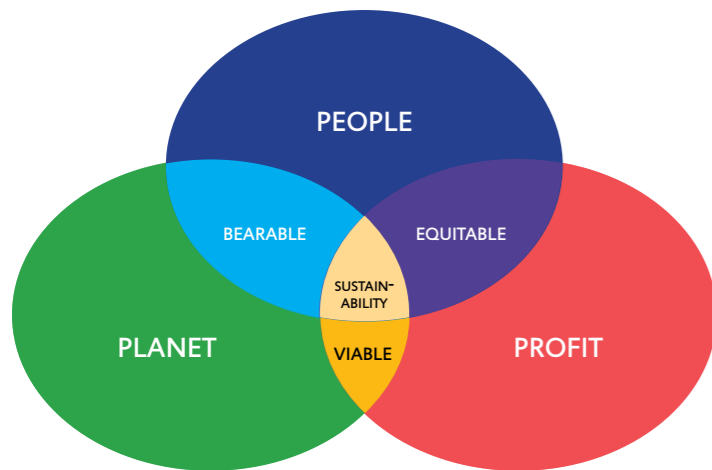 PEOPLE
BEARABLE
EQUITABLE
SUSTAIN-
ABILITY
PLANET
VIABLE
PROFIT